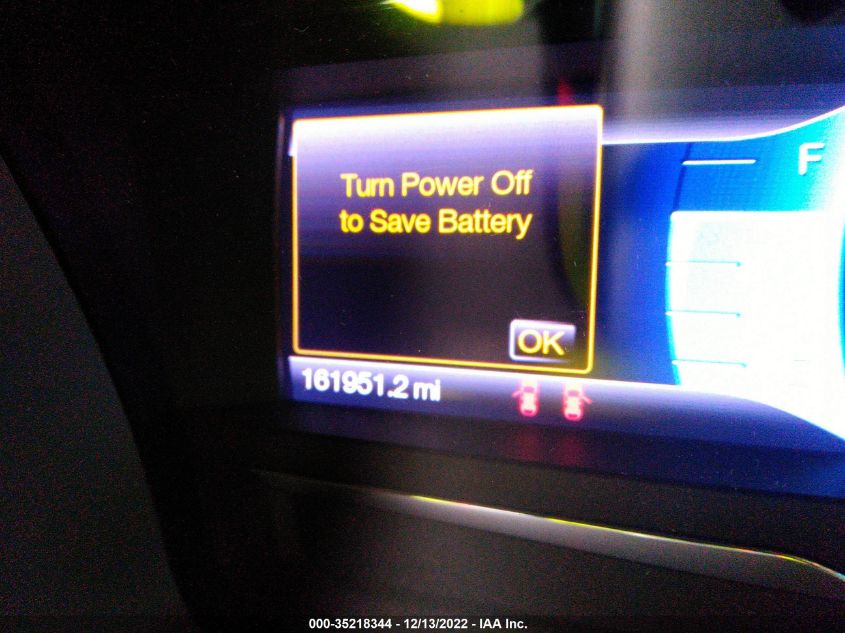 Turn Power Off
to Save Battery
OK
F
161951.2 mi
000-35218344 - 12/13/2022 - IAA Inc.